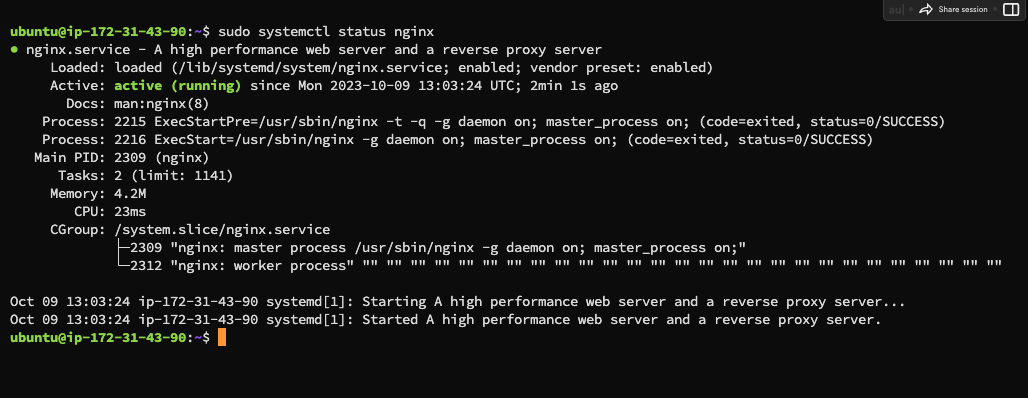 au|
Share session
ubuntu@ip-172-31-43-90:~$ sudo systemctl status nginx
● nginx.service - A high performance web server and a reverse proxy server
Loaded: loaded (/lib/systemd/system/nginx.service; enabled; vendor preset: enabled)
Active: active (running) since Mon 2023-10-09 13:03:24 UTC; 2min 1s ago
Docs: man:nginx(8)
Process: 2215 ExecStartPre=/usr/sbin/nginx -t -q -g daemon on; master_process on; (code=exited, status=0/SUCCESS)
Process: 2216 ExecStart=/usr/sbin/nginx -g daemon on; master_process on; (code=exited, status=0/SUCCESS)
Main PID: 2309 (nginx)
Tasks: 2 (limit: 1141)
Memory: 4.2M
CPU: 23ms
CGroup: /system.slice/nginx.service
├─2309 "nginx: master process /usr/sbin/nginx -g daemon on; master_process on;"
└─2312 "nginx: worker process" "" "" "" "" "" "" "" "" "" "" "" "" "" "" "" "" "" "" "" "" "" "" "" "" "" "" ""
Oct 09 13:03:24 ip-172-31-43-90 systemd[1]: Starting A high performance web server and a reverse proxy server...
Oct 09 13:03:24 ip-172-31-43-90 systemd[1]: Started A high performance web server and a reverse proxy server.
ubuntu@ip-172-31-43-90:~$